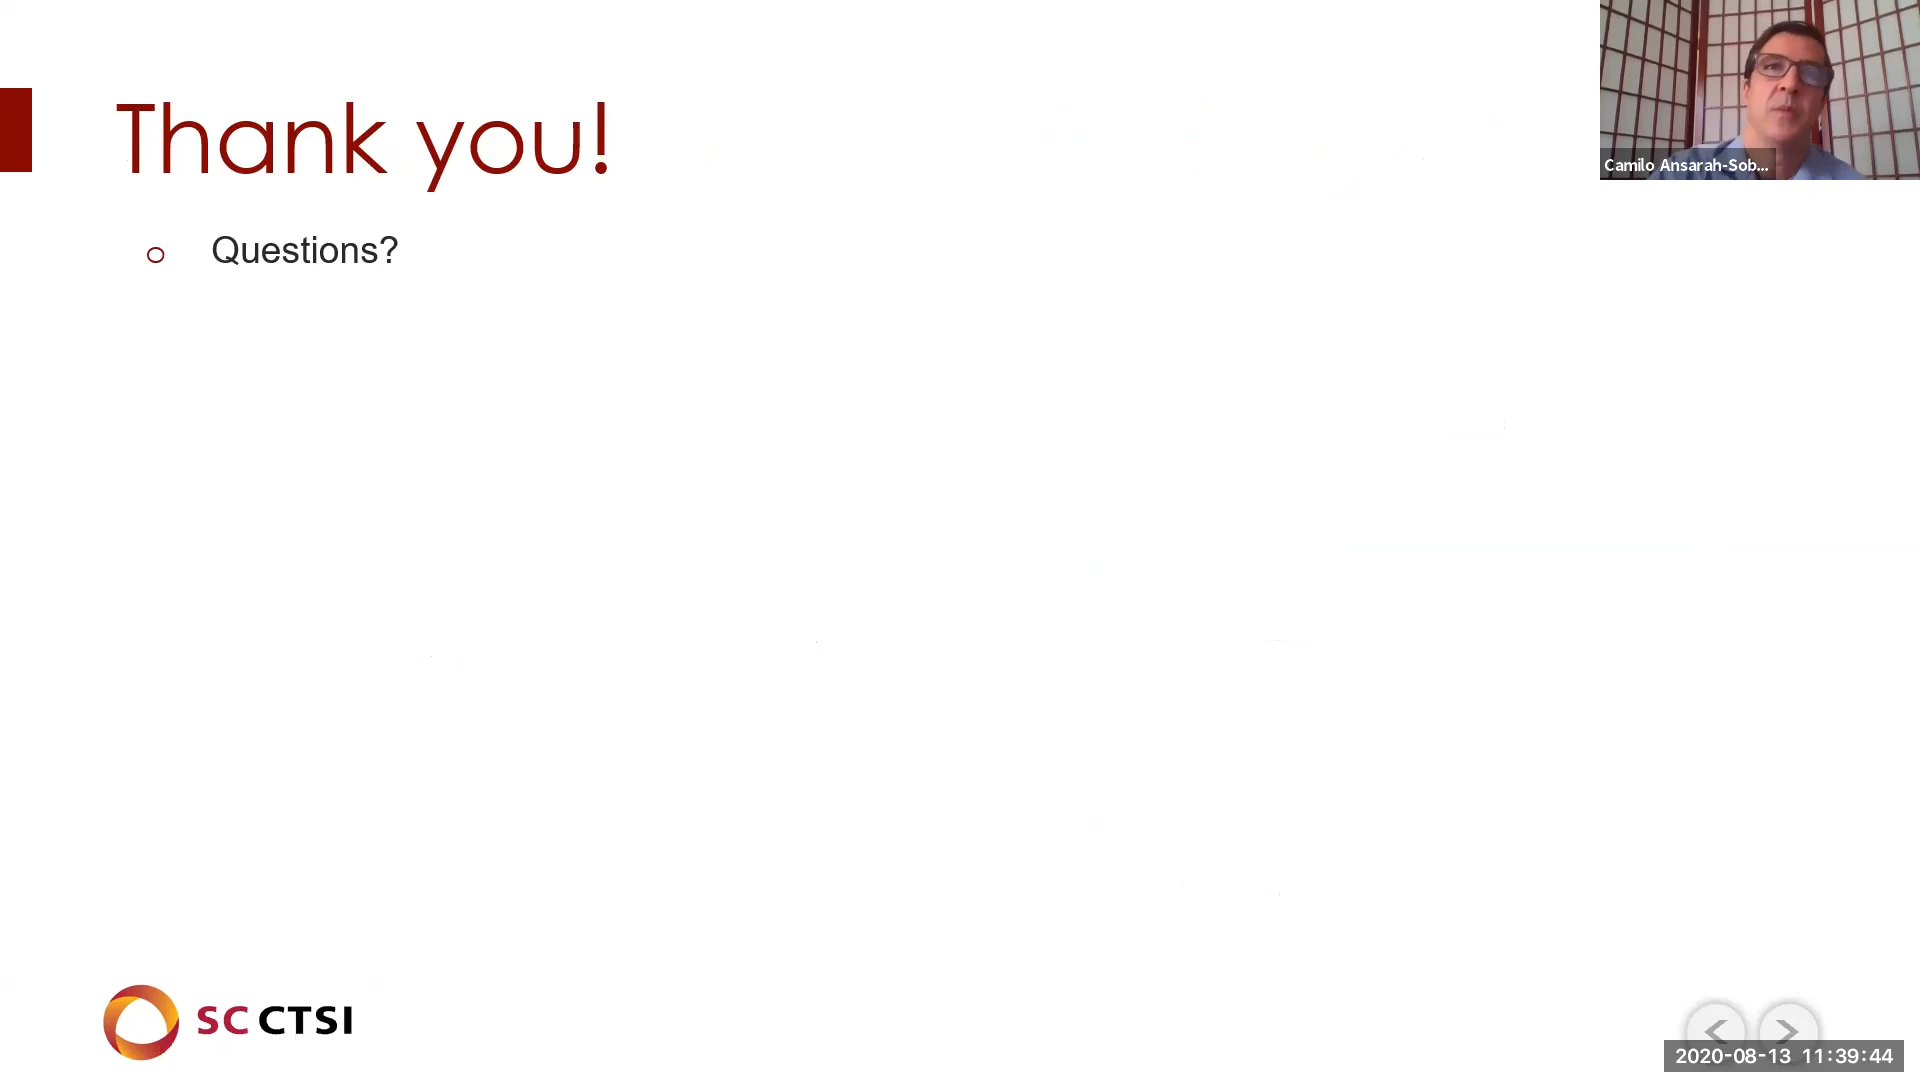 Thank you!
Camilo Ansarah-Sob...
o Questions?
SC CTSI
2020-08-13 11:39:44